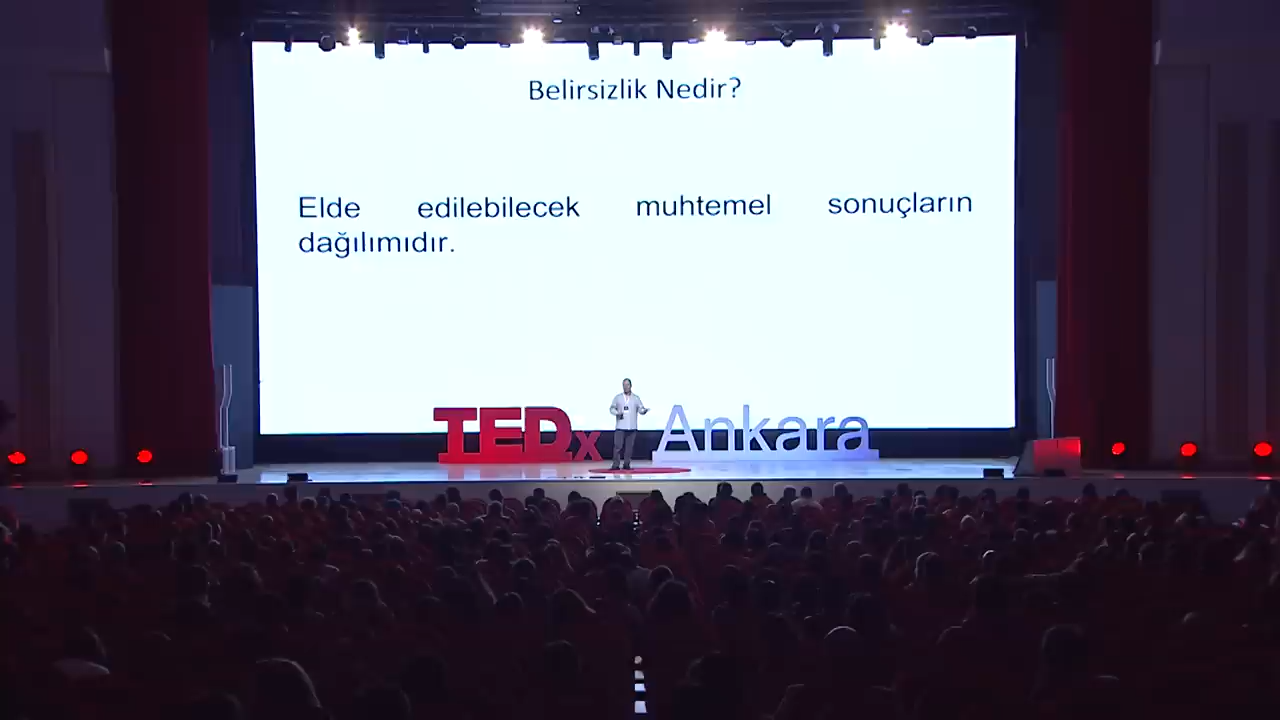 Belirsizlik Nedir?
Elde edilebilecek muhtemel sonuçların
dağılımıdır.
TEDx Ankara